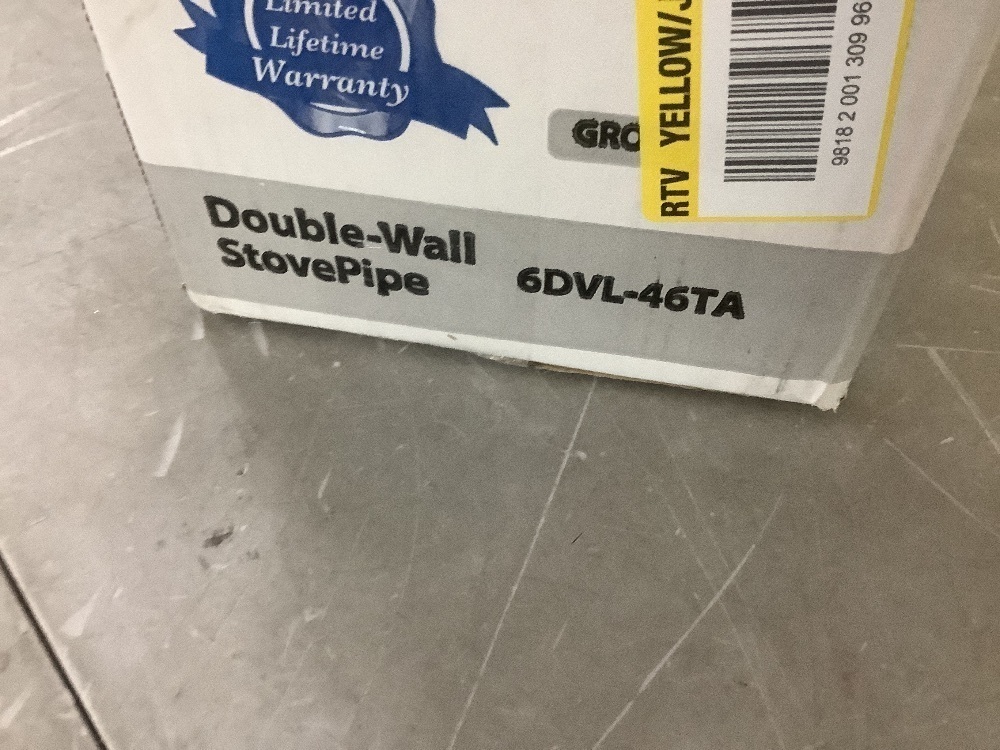 Limited
Lifetime
Warranty
GRO
RTV YELLOW/J
9818 2 001 309 96
Double-Wall
StovePipe
6DVL-46TA